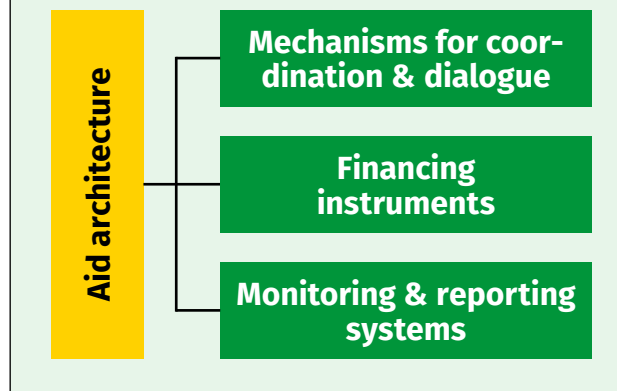 Aid architecture
Mechanisms for coor-
dination & dialogue
Financing
instruments
Monitoring & reporting
systems